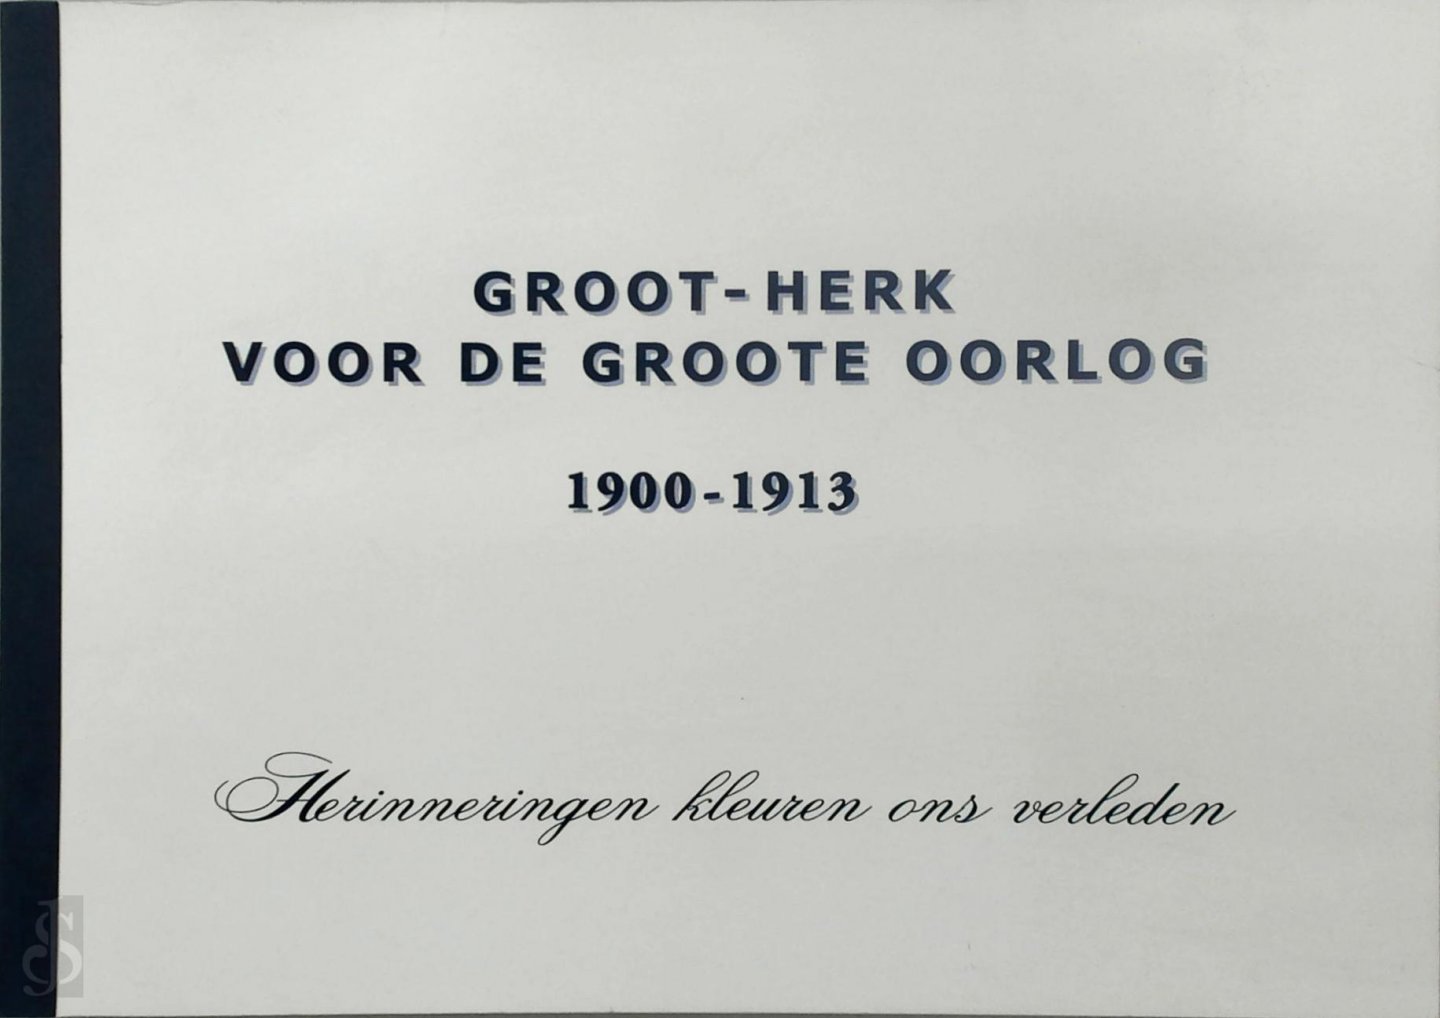 GROOT-HERK
VOOR DE GROOTE OORLOG
1900-1913
Herinneringen kleuren ons verleden